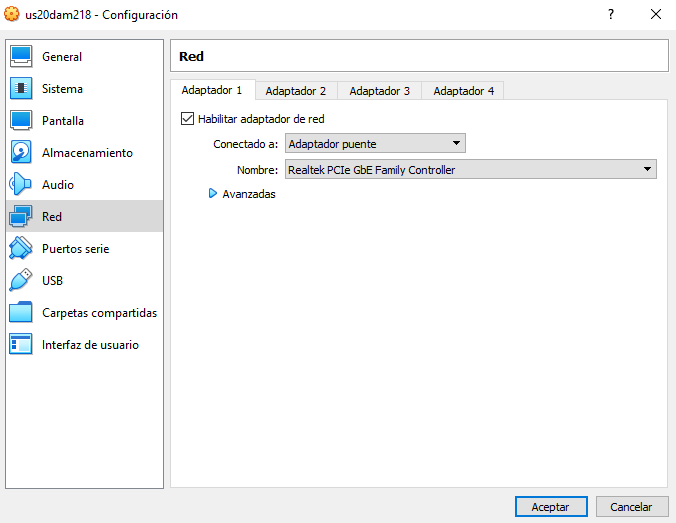 us20dam218 - Configuración
?
General
Sistema
Pantalla
Almacenamiento
Audio
Red
Puertos serie
USB
Carpetas compartidas
Interfaz de usuario
Red
Adaptador 1 Adaptador 2 Adaptador 3 Adaptador 4
Habilitar adaptador de red
Conectado a: Adaptador puente
Nombre: Realtek PCIe GbE Family Controller
Avanzadas
Aceptar Cancelar